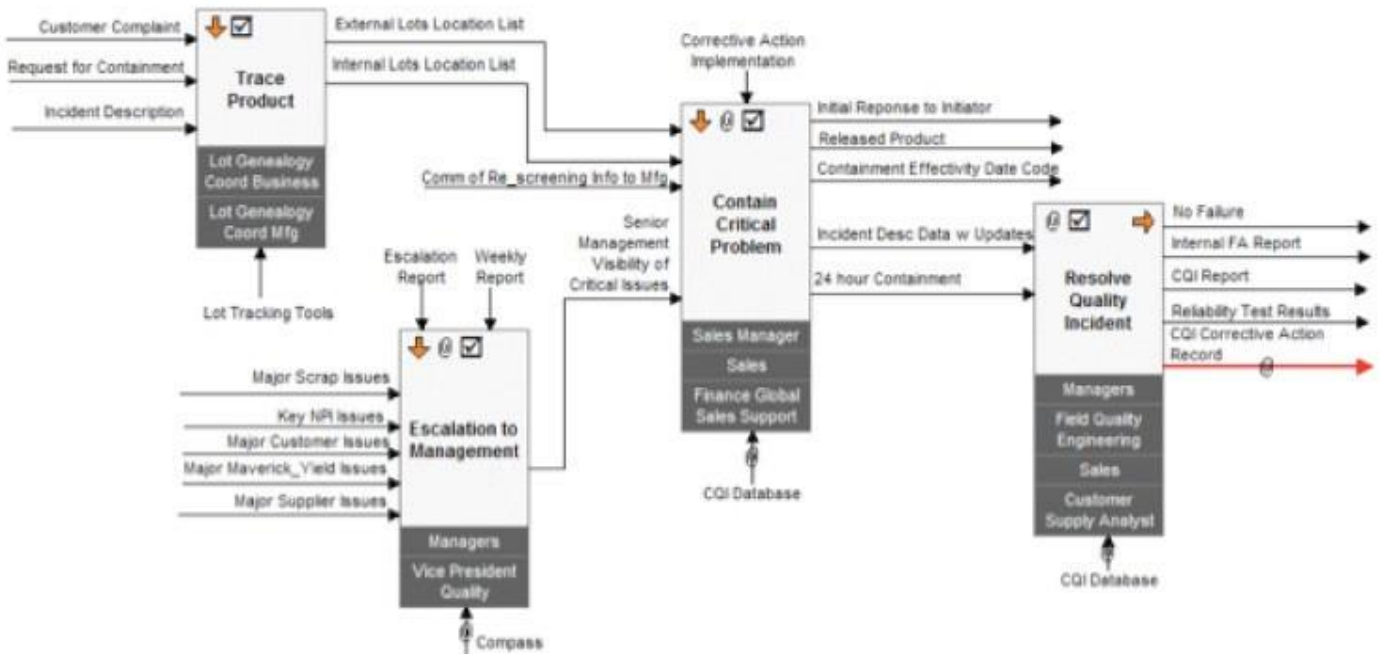 Customer Complaint
Request for Containment
Incident Description
Trace
Product
Lot Genealogy
Coord Business
Lot Genealogy
Coord Mfg
Lot Tracking Tools
External Lots Location List
Internal Lots Location List
Comm of Re_screening Info to Mfg
Senior
Management
Visibility of
Critical Issues
Escalation
Report
Weekly
Report
Major Scrap Issues
Key NPI Issues
Major Customer Issues
Major Maverick_Yield Issues
Major Supplier Issues
Escalation to
Management
Managers
Vice President
Quality
Compass
Corrective Action
Implementation
Contain
Critical
Problem
Sales Manager
Sales
Finance Global
Sales Support
CQI Database
Initial Reponse to Initiator
Released Product
Containment Effectivity Date Code
Incident Desc Data w Updates
24 hour Containment
Resolve
Quality
Incident
Managers
Field Quality
Engineering
Sales
Customer
Supply Analyst
CQI Database
No Failure
Internal FA Report
CQI Report
Reliability Test Results
CQI Corrective Action
Record